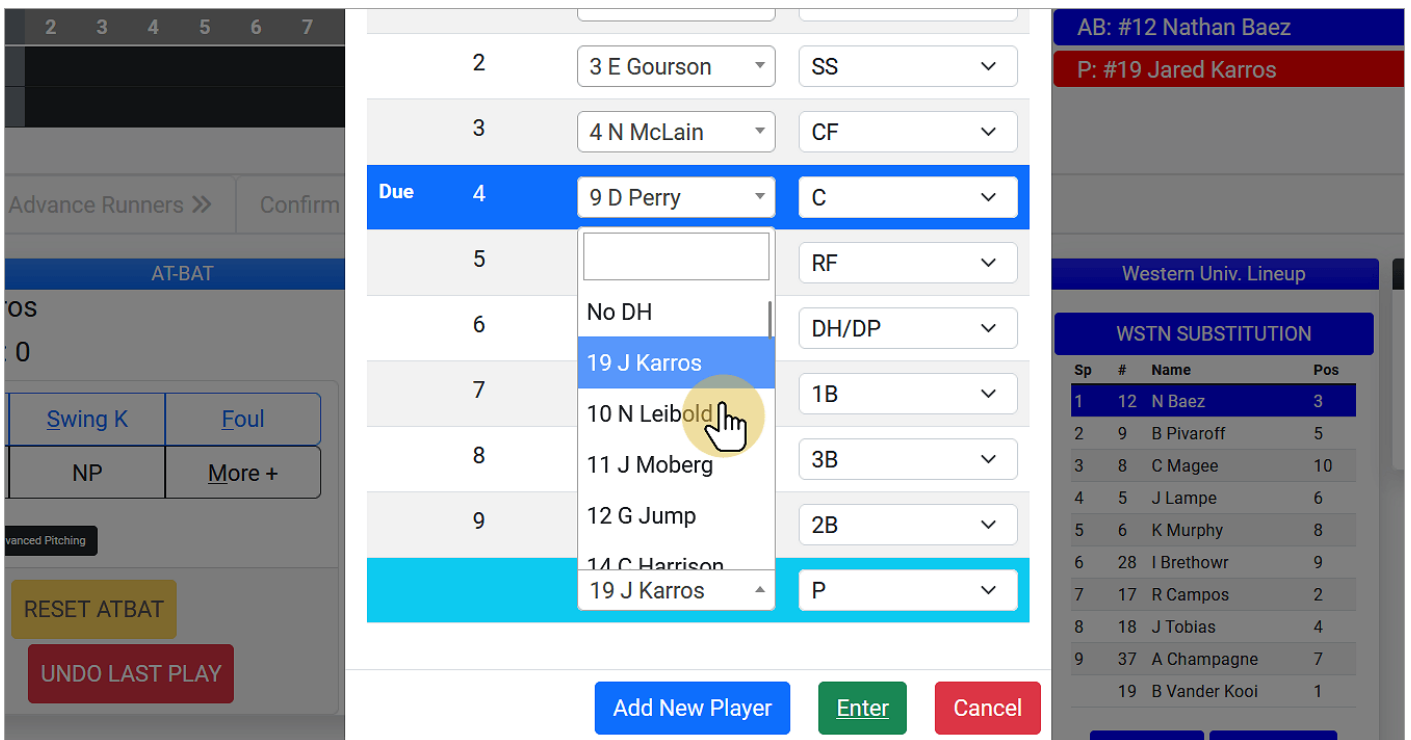 2 3 4 5 6 7
AB: #12 Nathan Baez
P: #19 Jared Karros
2 3 E Gourson SS
3 4 N McLain CF
Due 4 9 D Perry C
5 RF
6 DH/DP
7 1B
8 3B
9 2B
No DH
19 J Karros
10 N Leibold
11 J Moberg
12 G Jump
14 C Harrison
19 J Karros P
Add New Player Enter Cancel
Advance Runners Confirm
AT-BAT
ros
: 0
Swing K Foul
NP More +
vanced Pitching
RESET ATBAT
UNDO LAST PLAY
Western Univ. Lineup
WSTN SUBSTITUTION
Sp # Name Pos
1 12 N Baez 3
2 9 B Pivaroff 5
3 8 C Magee 10
4 5 J Lampe 6
5 6 K Murphy 8
6 28 I Brethowr 9
7 17 R Campos 2
8 18 J Tobias 4
9 37 A Champagne 7
19 B Vander Kooi 1